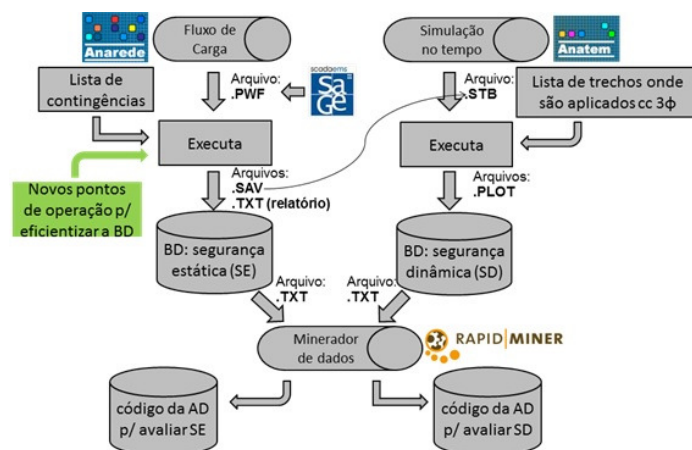 Anarede
Fluxo de
Carga
Simulação
no tempo
Anatem
Lista de
contingências
Arquivo:
.PWF
scadaems
SaGe
Arquivo:
.STB
Lista de trechos onde
são aplicados cc 3ϕ
Executa
Executa
Novos pontos
de operação p/
eficientizar a BD
Arquivos:
.SAV
.TXT (relatório)
Arquivos:
.PLOT
BD: segurança
estática (SE)
BD: segurança
dinâmica (SD)
Arquivo:
.TXT
Arquivo:
.TXT
Minerador
de dados
RAPID|MINER
código da AD
p/ avaliar SE
código da AD
p/ avaliar SD